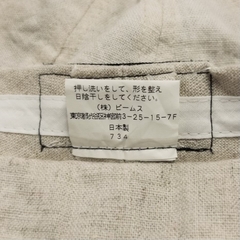 押し洗いをして、形を整え
日陰干しをしてください。
(株)ビームス
東京都渋谷区神宮前3-25-15-7F
日本製
734